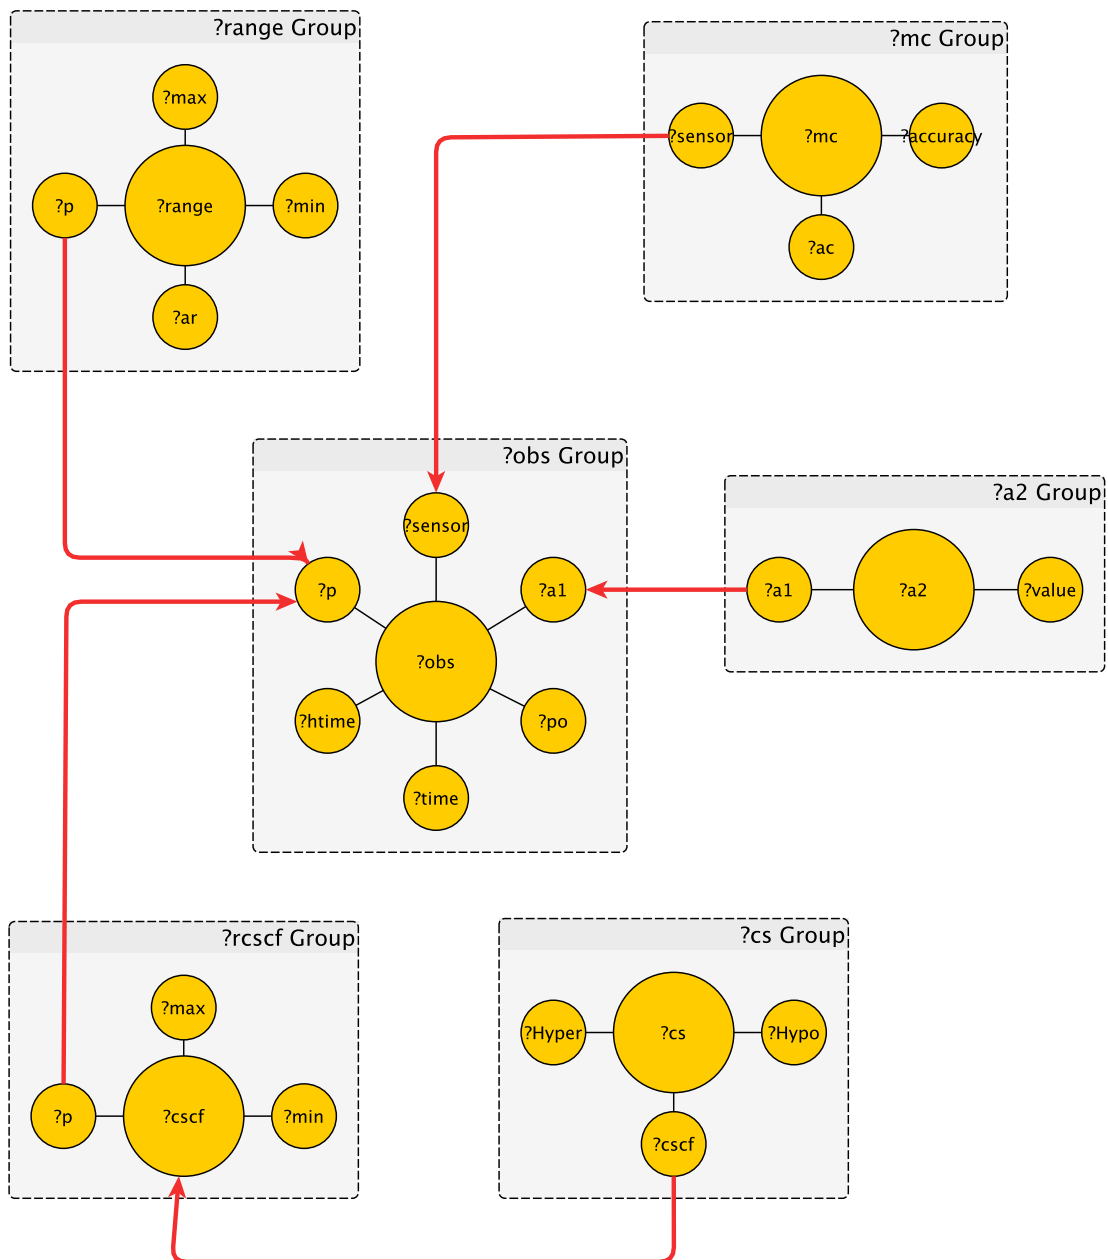 ?range Group
?max
?p
?range
?min
?ar
?mc Group
?sensor
?mc
?accuracy
?ac
?obs Group
?sensor
?p
?a1
?obs
?htime
?po
?time
?a2 Group
?a1
?a2
?value
?rcscf Group
?max
?p
?cscf
?min
?cs Group
?Hyper
?cs
?Hypo
?cscf